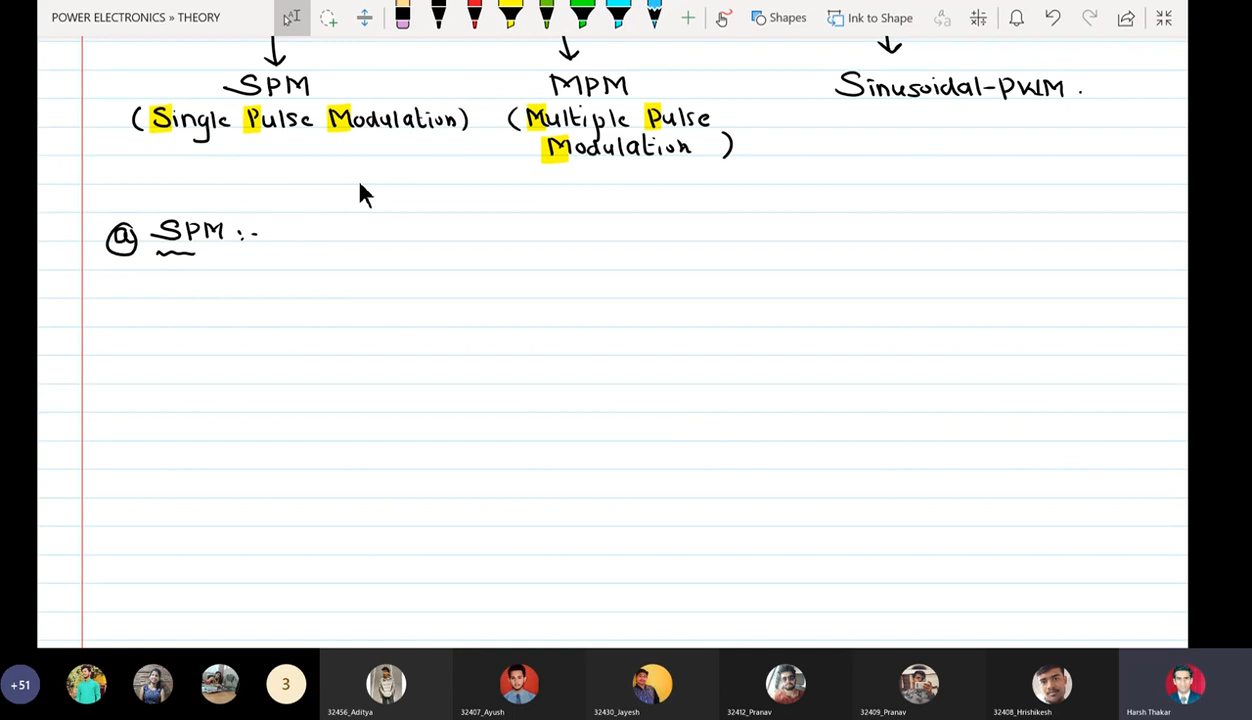 POWER ELECTRONICS » THEORY
Shapes
Ink to Shape
SPM
MPM
Sinusoidal-PWM.
(Single Pulse Modulation)
(Multiple Pulse
Modulation)
ⓐ SPM :-
+51
3
32456_Aditya
32407_Ayush
32430_Jayesh
32412_Pranav
32409_Pranav
32408_Hrishikesh
Harsh Thakar